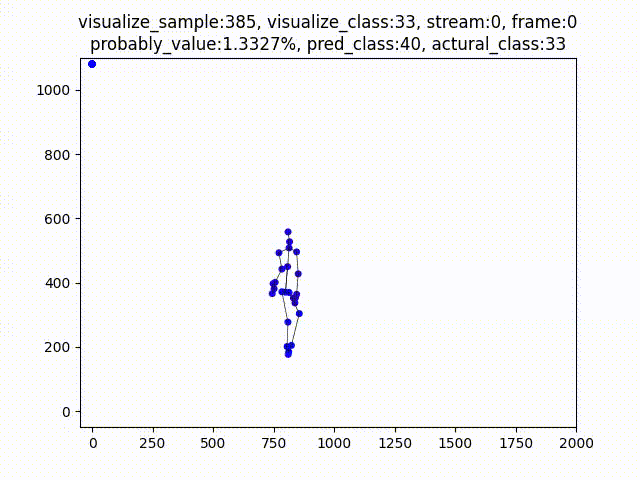 visualize_sample:385, visualize_class:33, stream:0, frame:0
probably_value:1.3327%, pred_class:40, actural_class:33
1000
800
600
400
200
0
0 250 500 750 1000 1250 1500 1750 2000